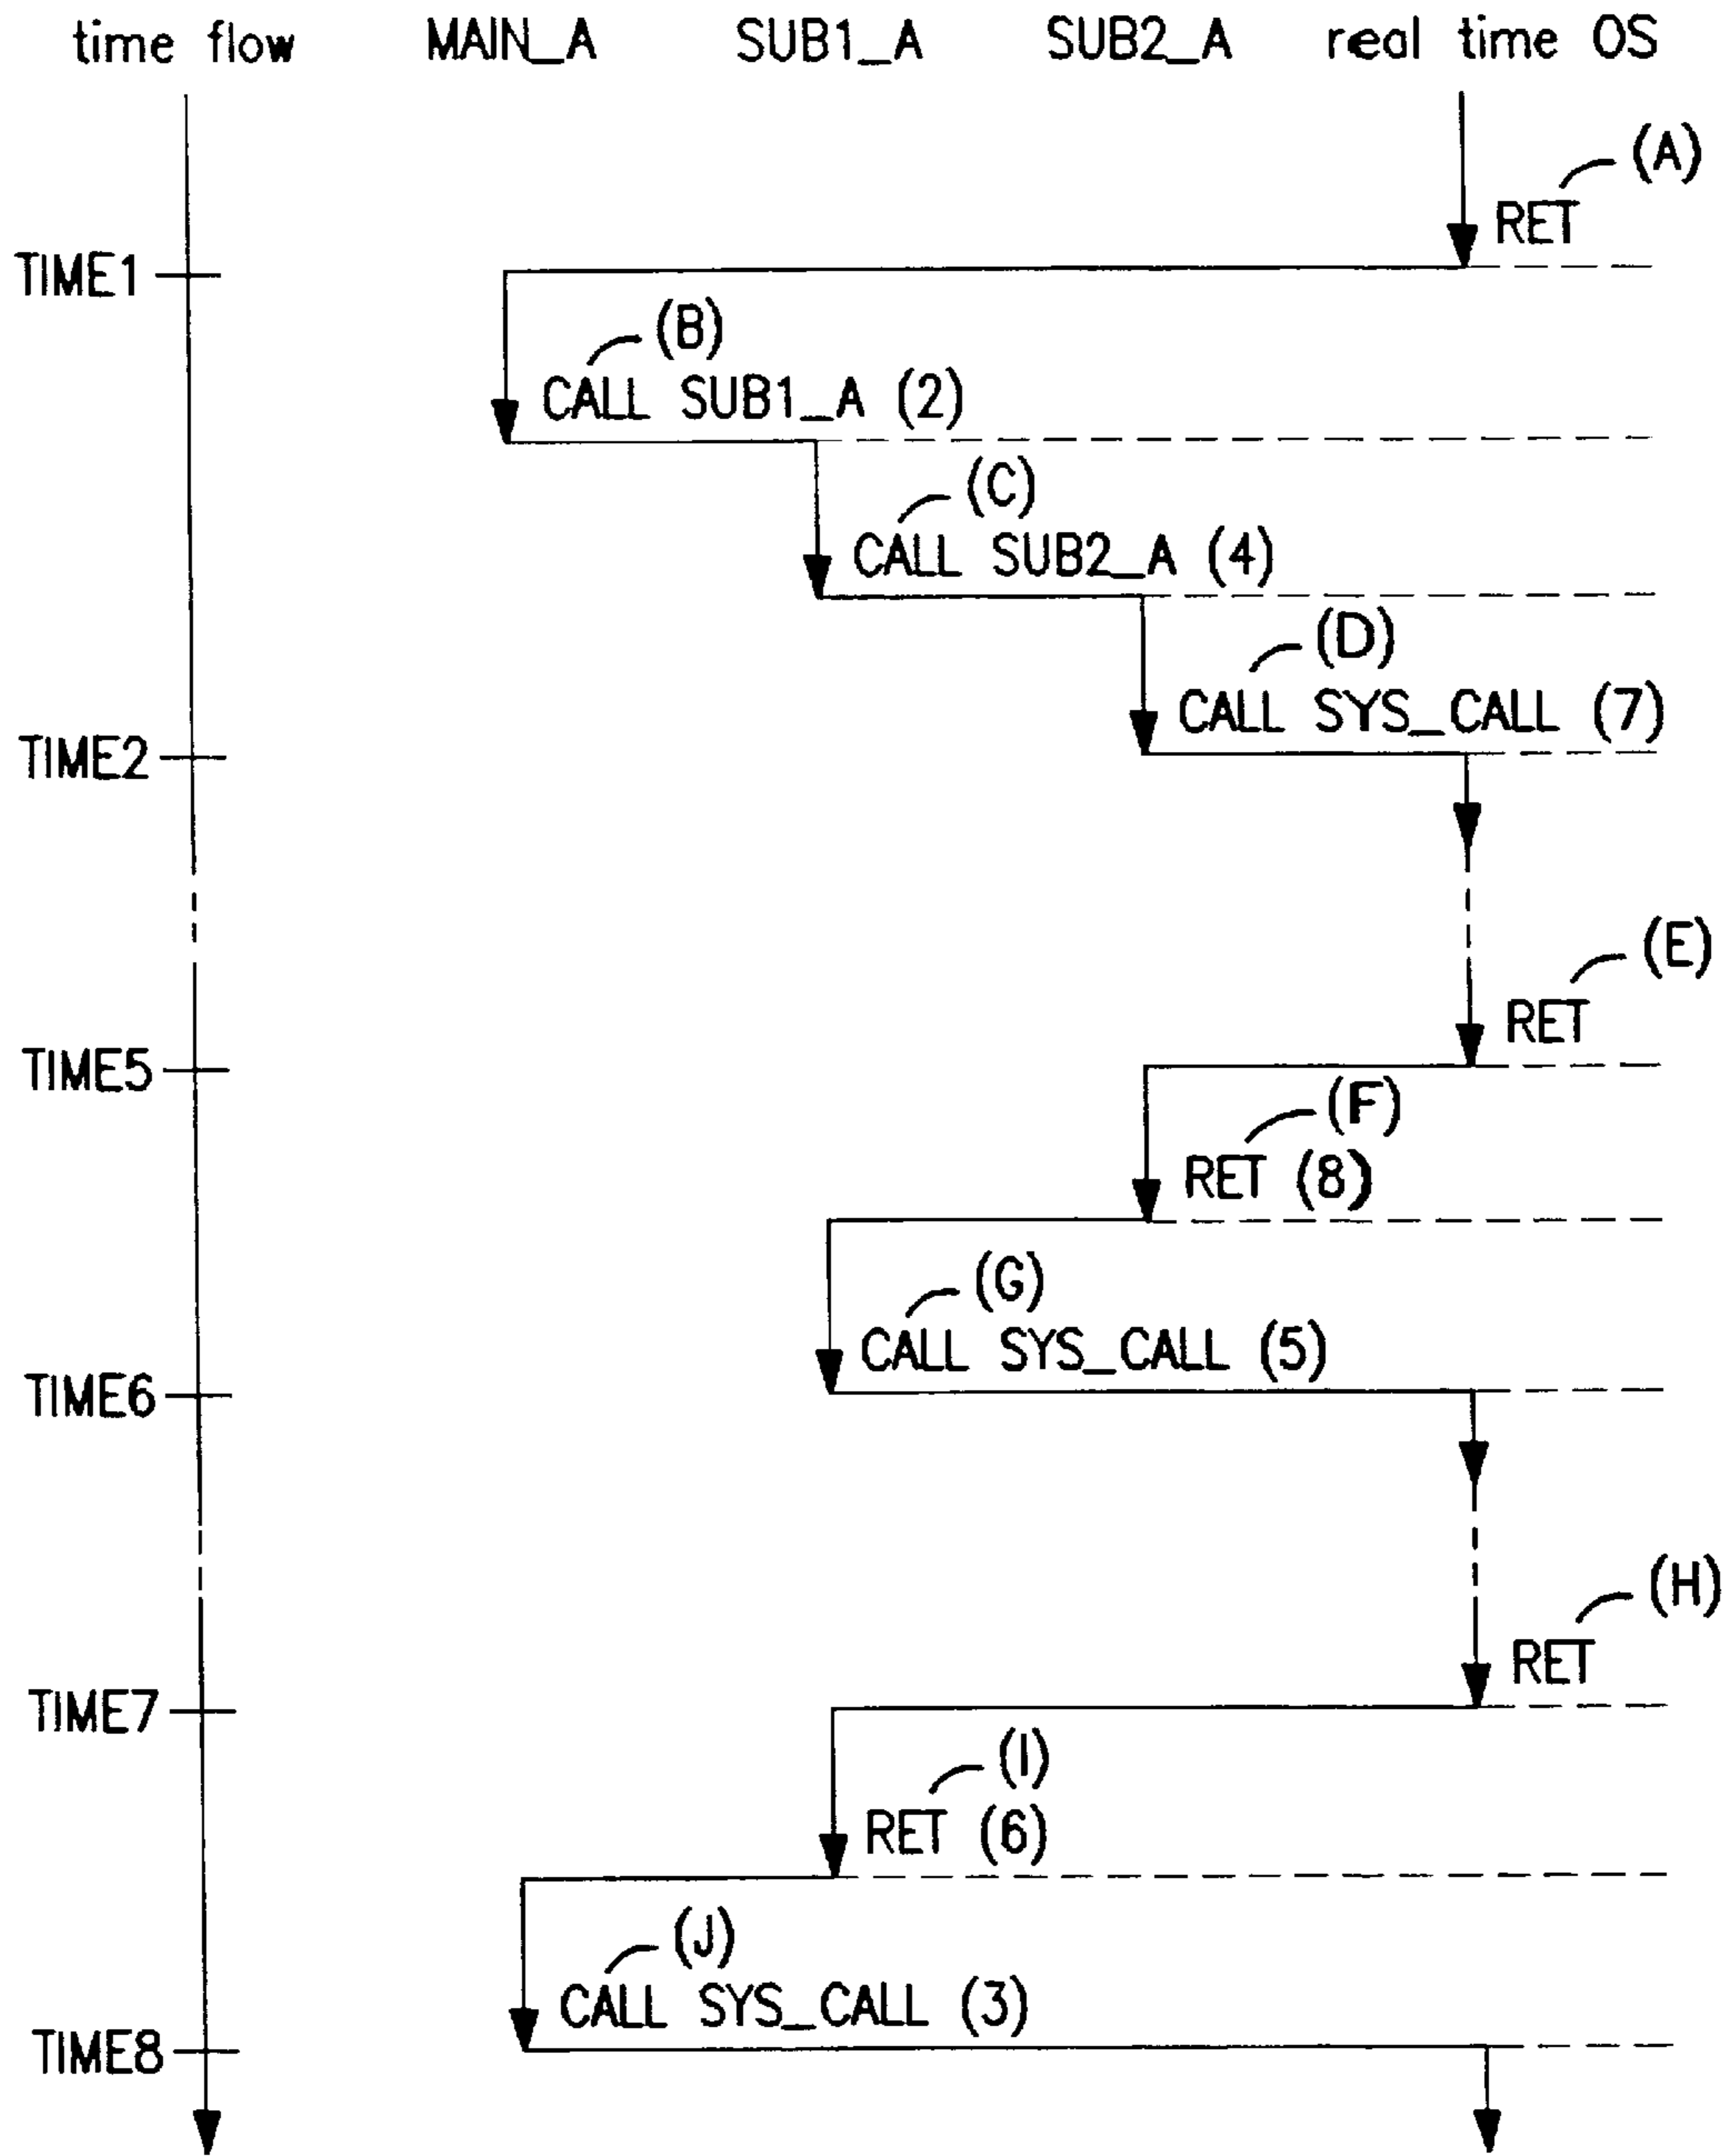 time flow MAIN_A SUB1_A SUB2_A real time OS
(A)
RET
TIME1
(B)
CALL SUB1_A (2)
(C)
CALL SUB2_A (4)
(D)
CALL SYS_CALL (7)
TIME2
(E)
RET
TIME5
(F)
RET (8)
(G)
CALL SYS_CALL (5)
TIME6
(H)
RET
TIME7
(I)
RET (6)
(J)
CALL SYS_CALL (3)
TIME8